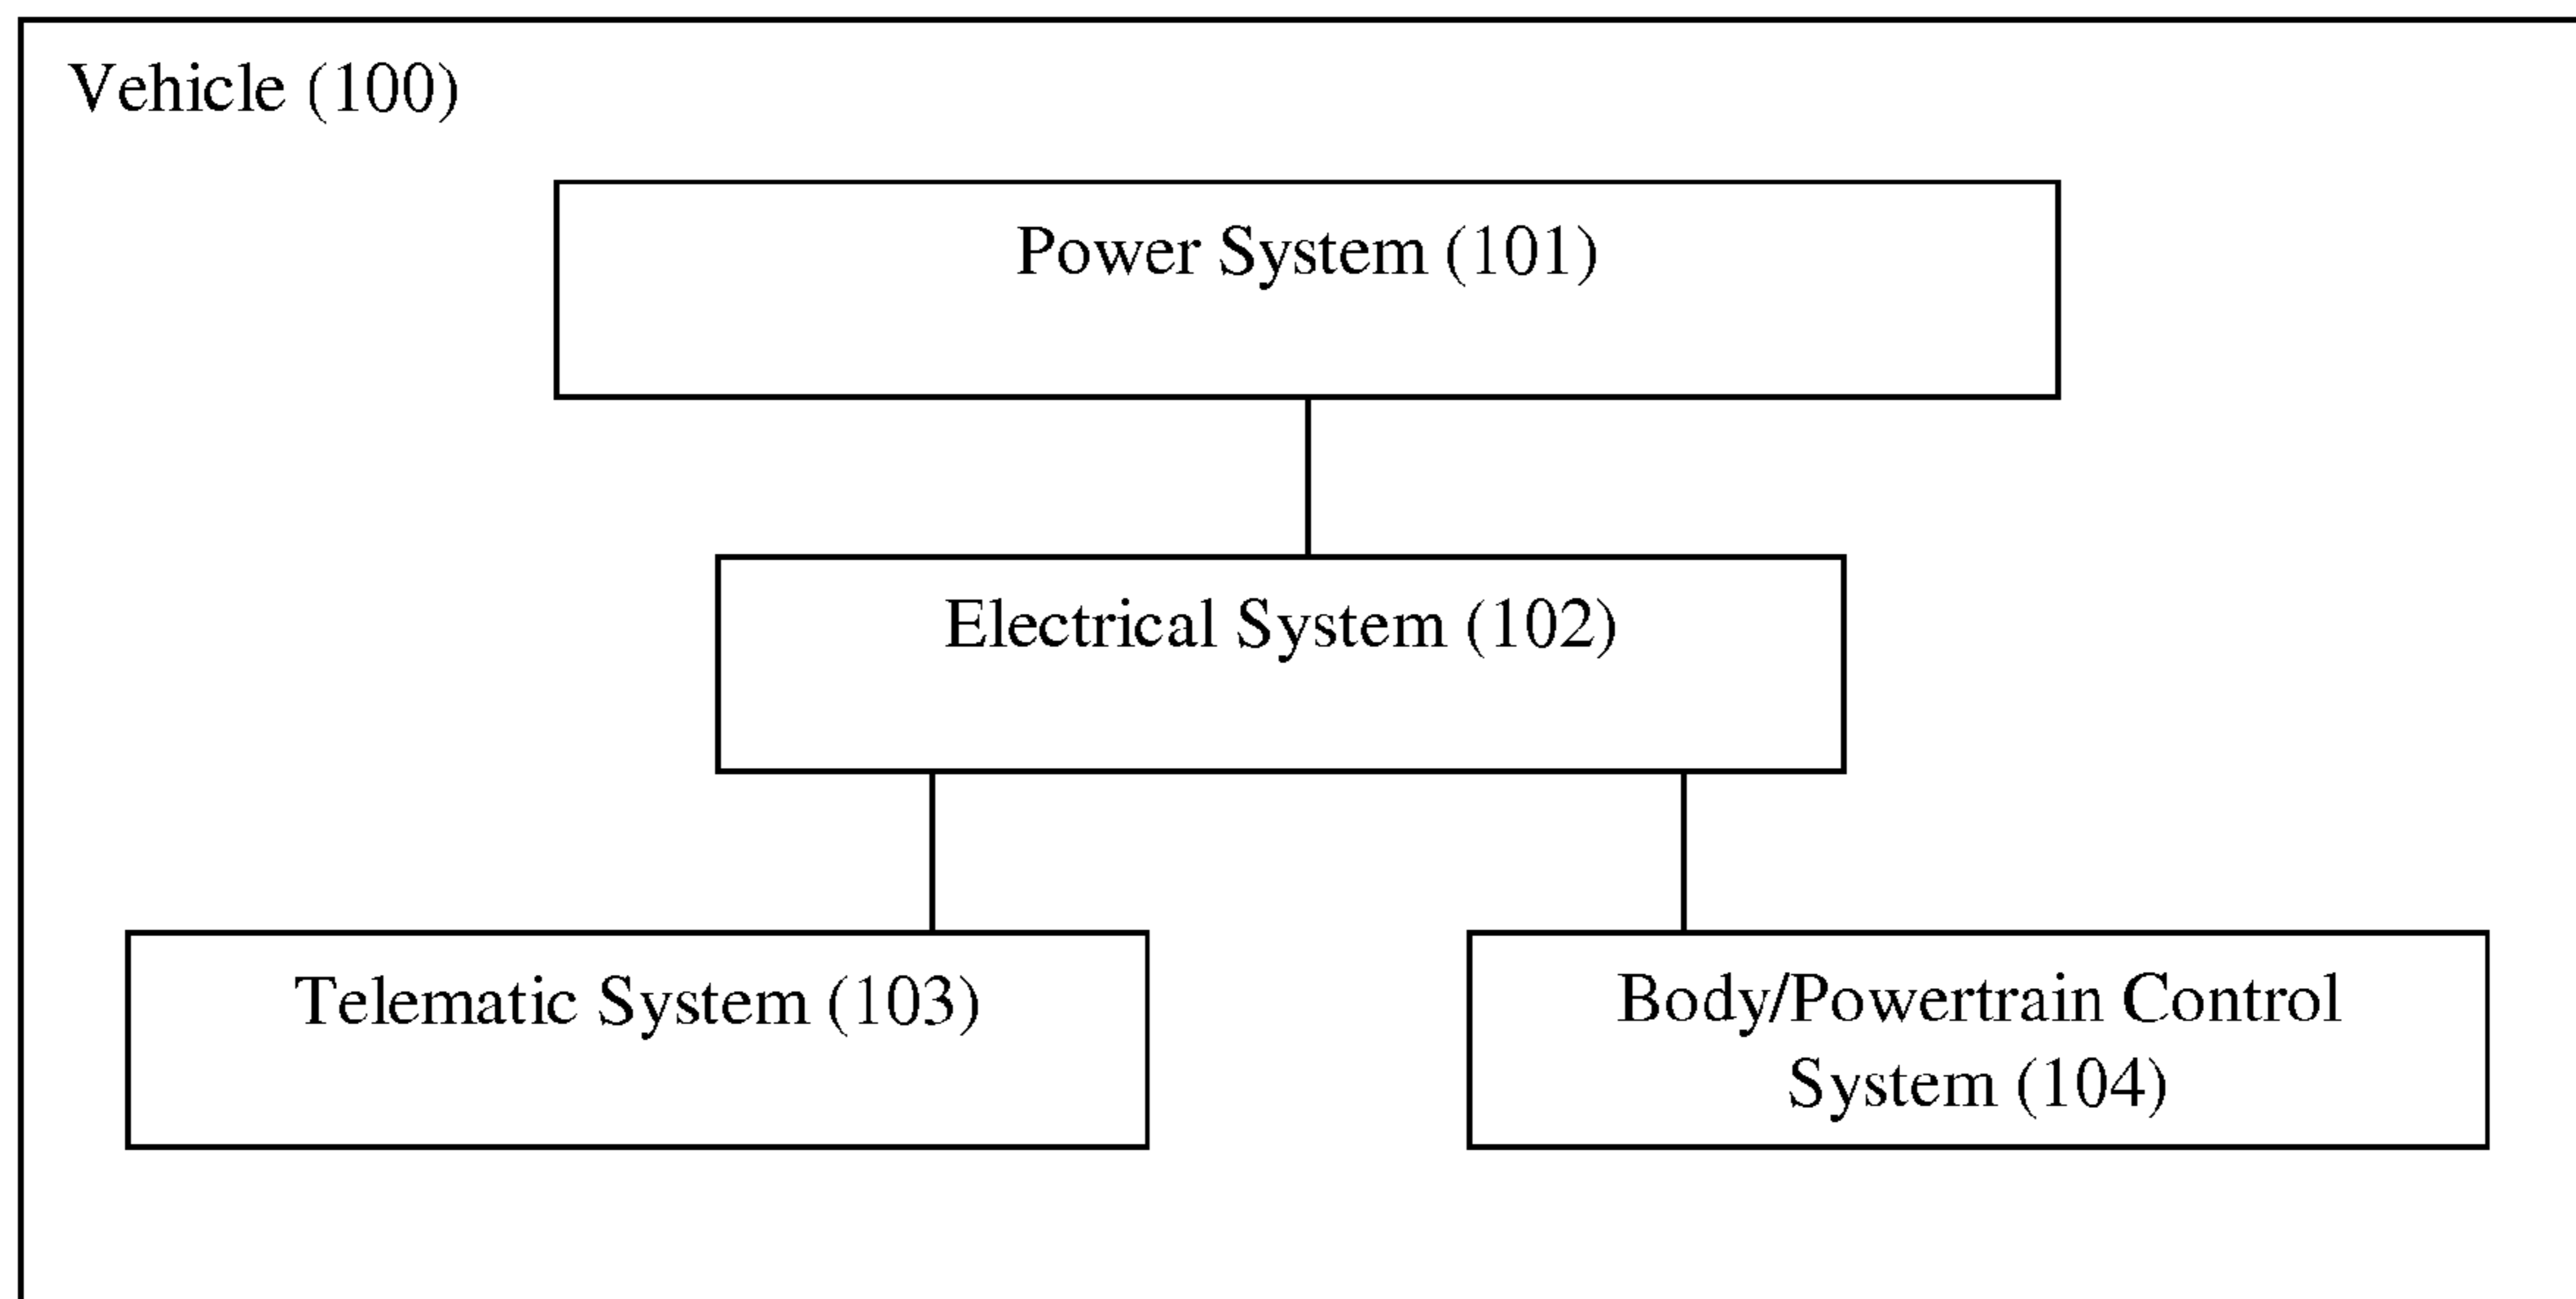 Vehicle (100)
Power System (101)
Electrical System (102)
Telematic System (103)
Body/Powertrain Control
System (104)